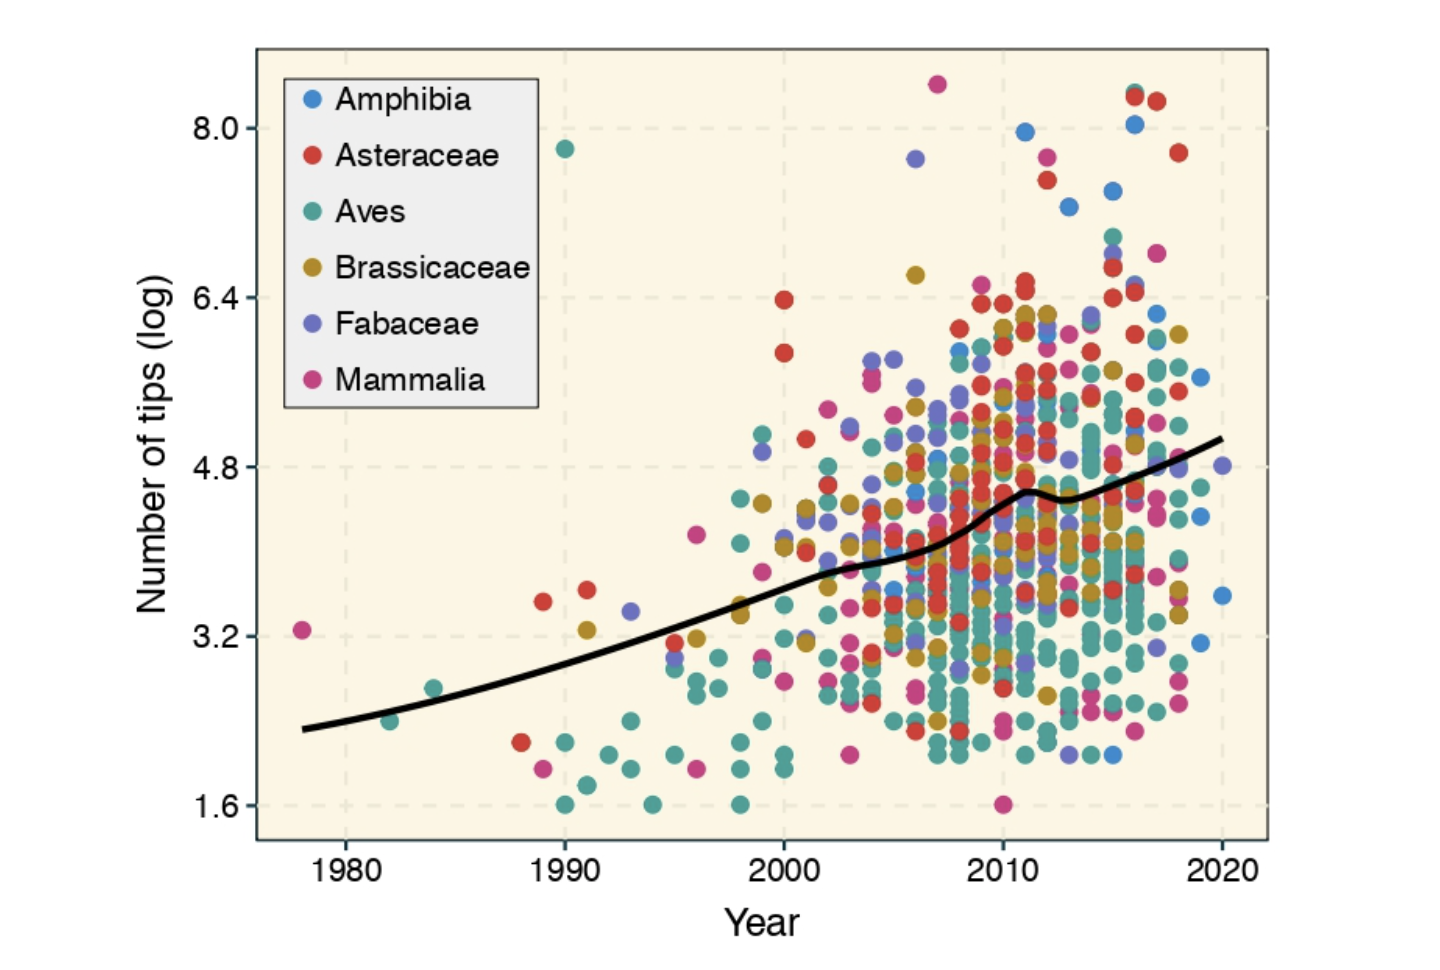 Amphibia
Asteraceae
Aves
Brassicaceae
Fabaceae
Mammalia
Number of tips (log)
8.0
6.4
4.8
3.2
1.6
1980 1990 2000 2010 2020
Year